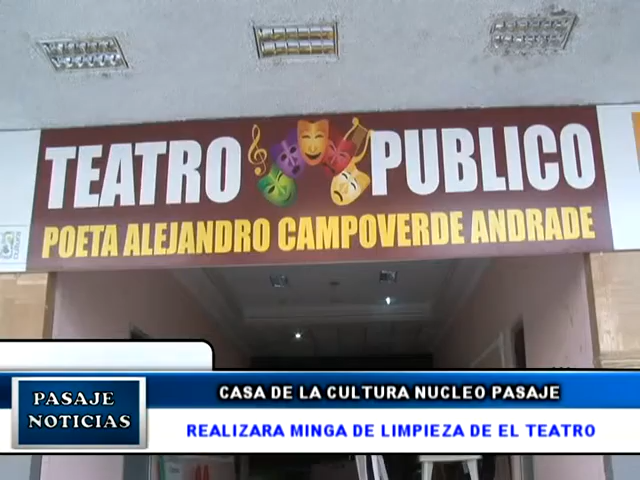 TEATRO PUBLICO
POETA ALEJANDRO CAMPOVERDE ANDRADE
PASAJE
NOTICIAS
CASA DE LA CULTURA NUCLEO PASAJE
REALIZARA MINGA DE LIMPIEZA DE EL TEATRO